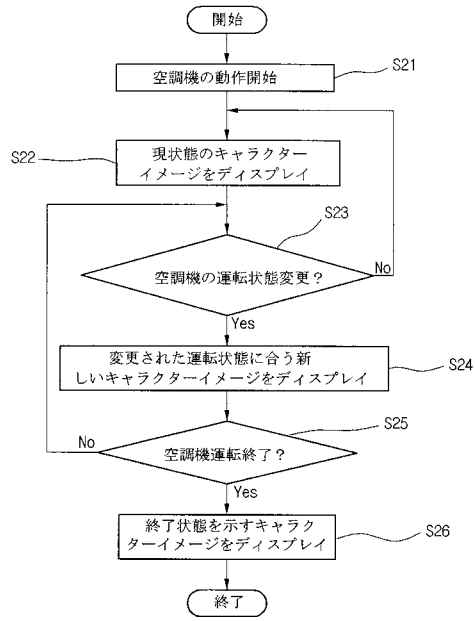 開始
空調機の動作開始
S21
現状態のキャラクター
イメージをディスプレイ
S22
S23
空調機の運転状態変更？
No
Yes
変更された運転状態に合う新
しいキャラクターイメージをディスプレイ
S24
S25
空調機運転終了？
No
Yes
終了状態を示すキャラク
ターイメージをディスプレイ
S26
終了